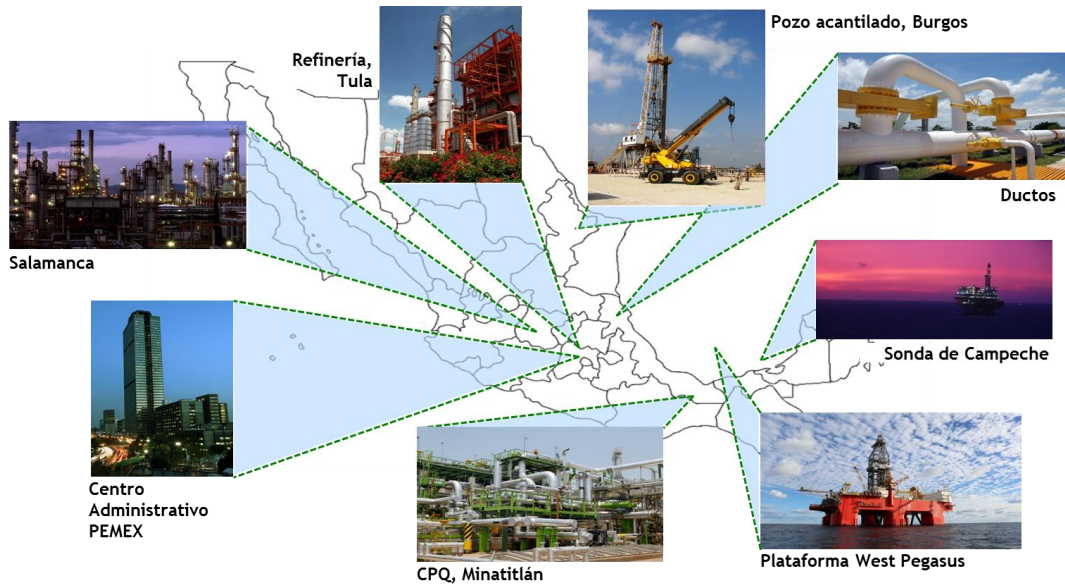 Pozo acantilado, Burgos
Refinería,
Tula
Ductos
Salamanca
Sonda de Campeche
Centro
Administrativo
PEMEX
Plataforma West Pegasus
CPQ, Minatitlán